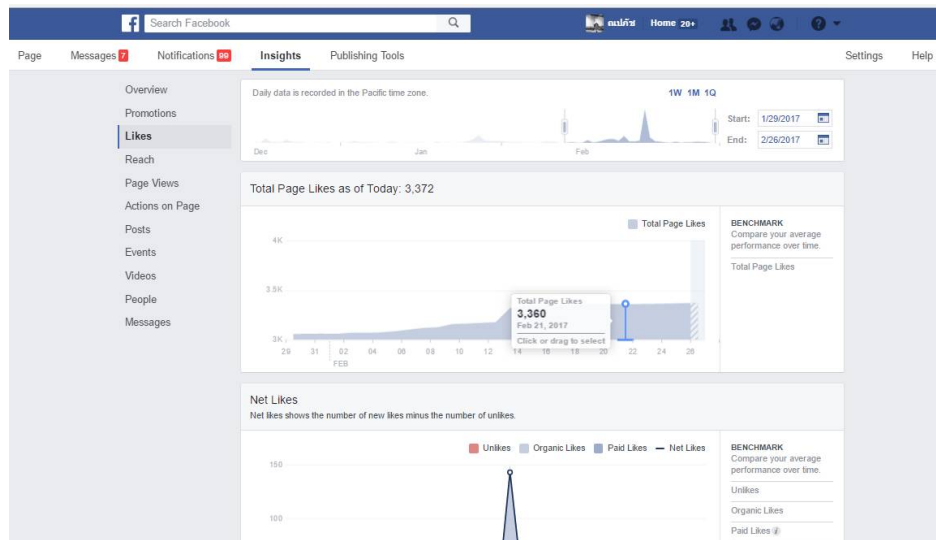 Search Facebook
Home 20+
Page Messages 7 Notifications 99 Insights Publishing Tools Settings Help
Overview
Promotions
Likes
Reach
Page Views
Actions on Page
Posts
Events
Videos
People
Messages
Daily data is recorded in the Pacific time zone. 1W 1M 1Q
Start: 1/29/2017
End: 2/26/2017
Dec Jan Feb
Total Page Likes as of Today: 3,372
Total Page Likes
4K
3.5K
3K
Total Page Likes
3,360
Feb 21, 2017
Click or drag to select
29 31 02 04 06 08 10 12 14 16 18 20 22 24 26
FEB
BENCHMARK
Compare your average
performance over time.
Total Page Likes
Net Likes
Net likes shows the number of new likes minus the number of unlikes.
Unlikes Organic Likes Paid Likes Net Likes
150
100
BENCHMARK
Compare your average
performance over time.
Unlikes
Organic Likes
Paid Likes i